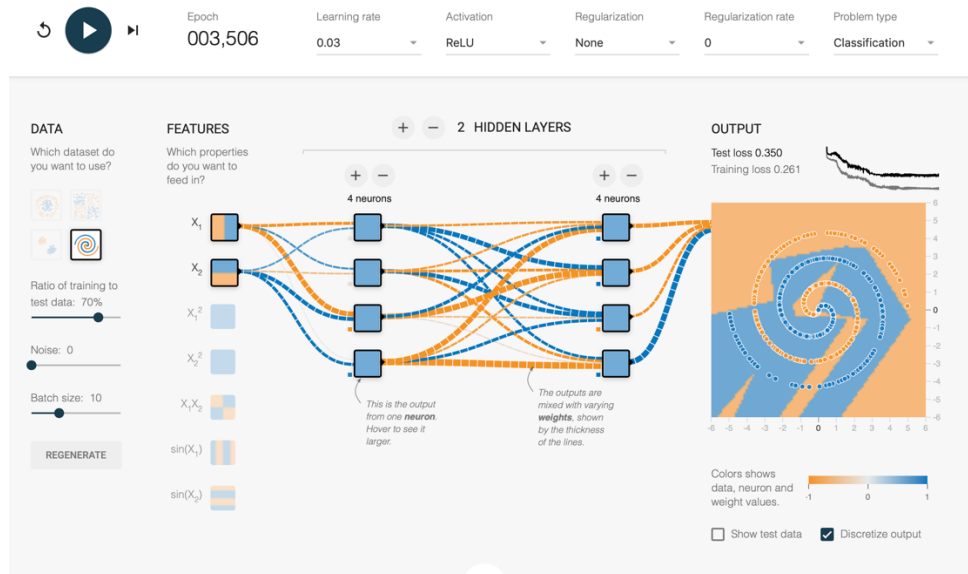 Epoch
003,506
Learning rate
0.03
Activation
ReLU
Regularization
None
Regularization rate
0
Problem type
Classification
DATA
Which dataset do
you want to use?
Ratio of training to
test data: 70%
Noise: 0
Batch size: 10
REGENERATE
FEATURES
Which properties
do you want to
feed in?
X₁
X₂
X₁²
X₂²
X₁X₂
sin(X₁)
sin(X₂)
+ − 2 HIDDEN LAYERS
+ −
4 neurons
+ −
4 neurons
This is the output
from one neuron.
Hover to see it
larger.
The outputs are
mixed with varying
weights, shown
by the thickness
of the lines.
OUTPUT
Test loss 0.350
Training loss 0.261
6
5
4
3
2
1
0
-1
-2
-3
-4
-5
-6
-6 -5 -4 -3 -2 -1 0 1 2 3 4 5 6
Colors shows
data, neuron and
weight values.
-1 0 1
Show test data
Discretize output